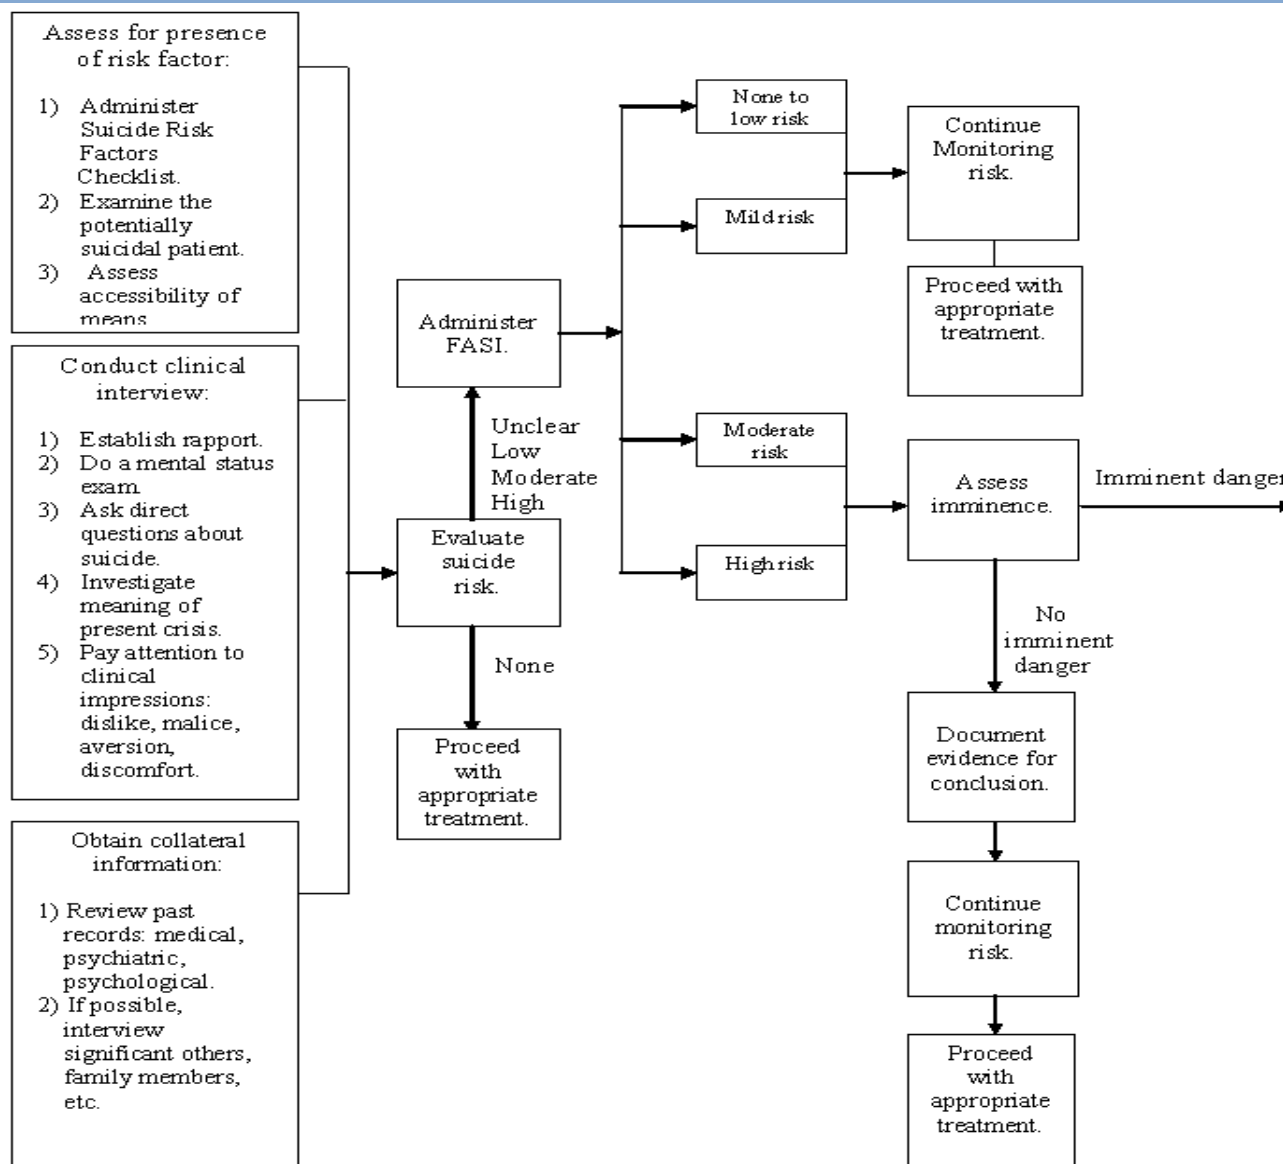 Assess for presence
of risk factor:
1) Administer
Suicide Risk
Factors
Checklist.
2) Examine the
potentially
suicidal patient.
3) Assess
accessibility of
means
Conduct clinical
interview:
1) Establish rapport.
2) Do a mental status
exam.
3) Ask direct
questions about
suicide.
4) Investigate
meaning of
present crisis.
5) Pay attention to
clinical
impressions:
dislike, malice,
aversion,
discomfort.
Obtain collateral
information:
1) Review past
records: medical,
psychiatric,
psychological.
2) If possible,
interview
significant others,
family members,
etc.
Administer
FASI.
Unclear
Low
Moderate
High
Evaluate
suicide
risk.
None
Proceed
with
appropriate
treatment.
None to
low risk
Mild risk
Moderate
risk
High risk
Continue
Monitoring
risk.
Proceed with
appropriate
treatment.
Assess
imminence.
Imminent danger
No
imminent
danger
Document
evidence for
conclusion.
Continue
monitoring
risk.
Proceed
with
appropriate
treatment.